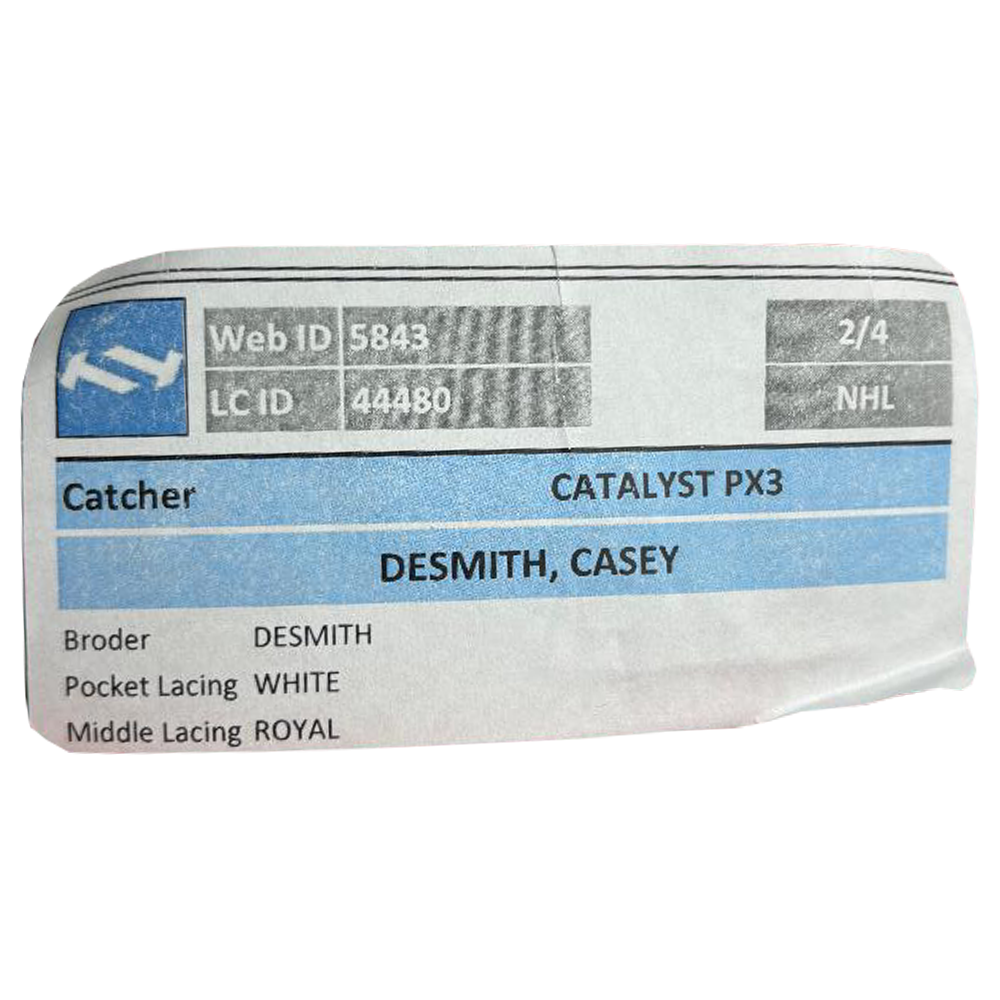 Web ID 5843 2/4
LC ID 44480 NHL
Catcher CATALYST PX3
DESMITH, CASEY
Broder DESMITH
Pocket Lacing WHITE
Middle Lacing ROYAL